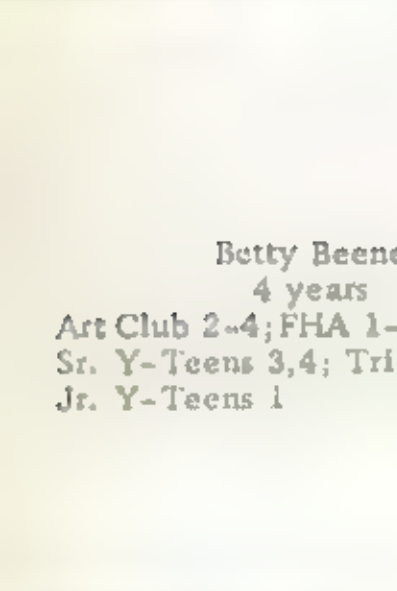 Betty Beene
4 years
Art Club 2-4; FHA 1-
Sr. Y-Teens 3,4; Tri
Jr. Y-Teens 1